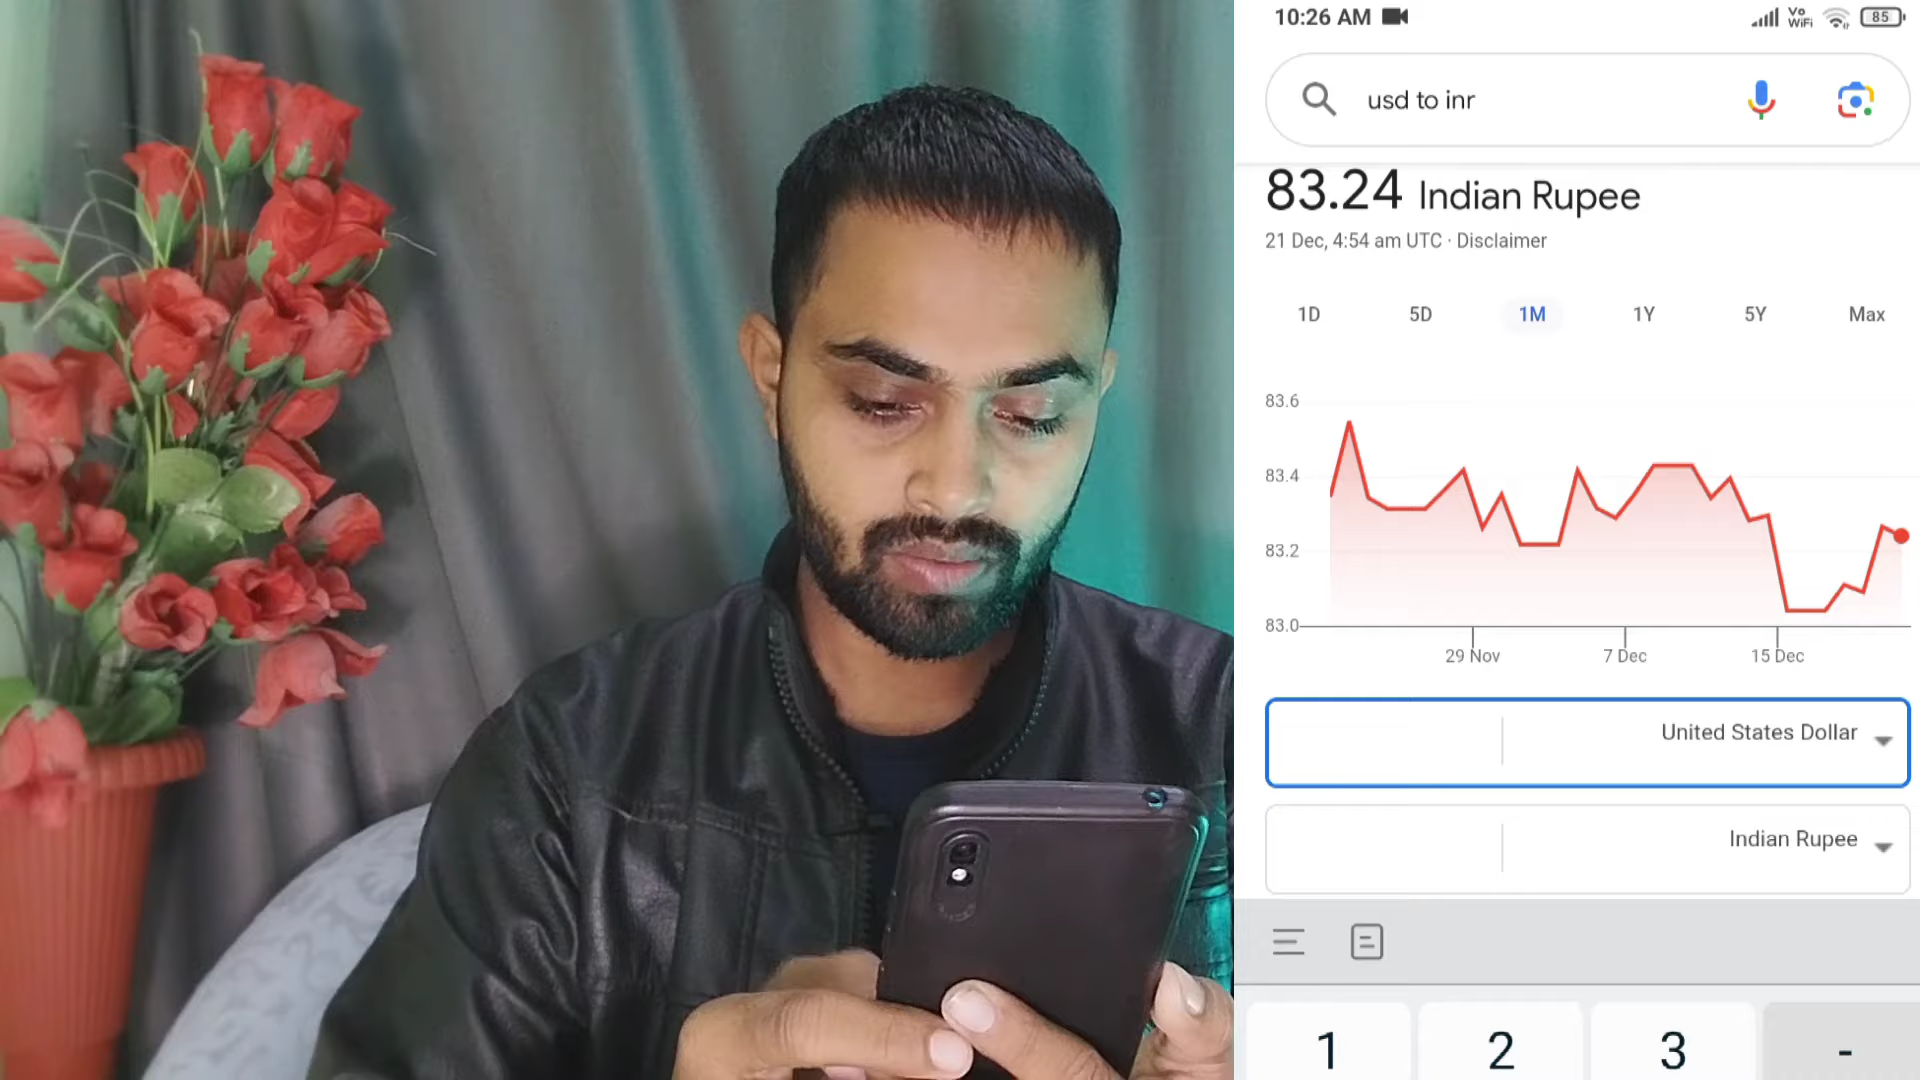 10:26 AM
Vo
WiFi
85
usd to inr
83.24 Indian Rupee
21 Dec, 4:54 am UTC · Disclaimer
1D 5D 1M 1Y 5Y Max
83.6
83.4
83.2
83.0
29 Nov 7 Dec 15 Dec
United States Dollar
Indian Rupee
1 2 3 -